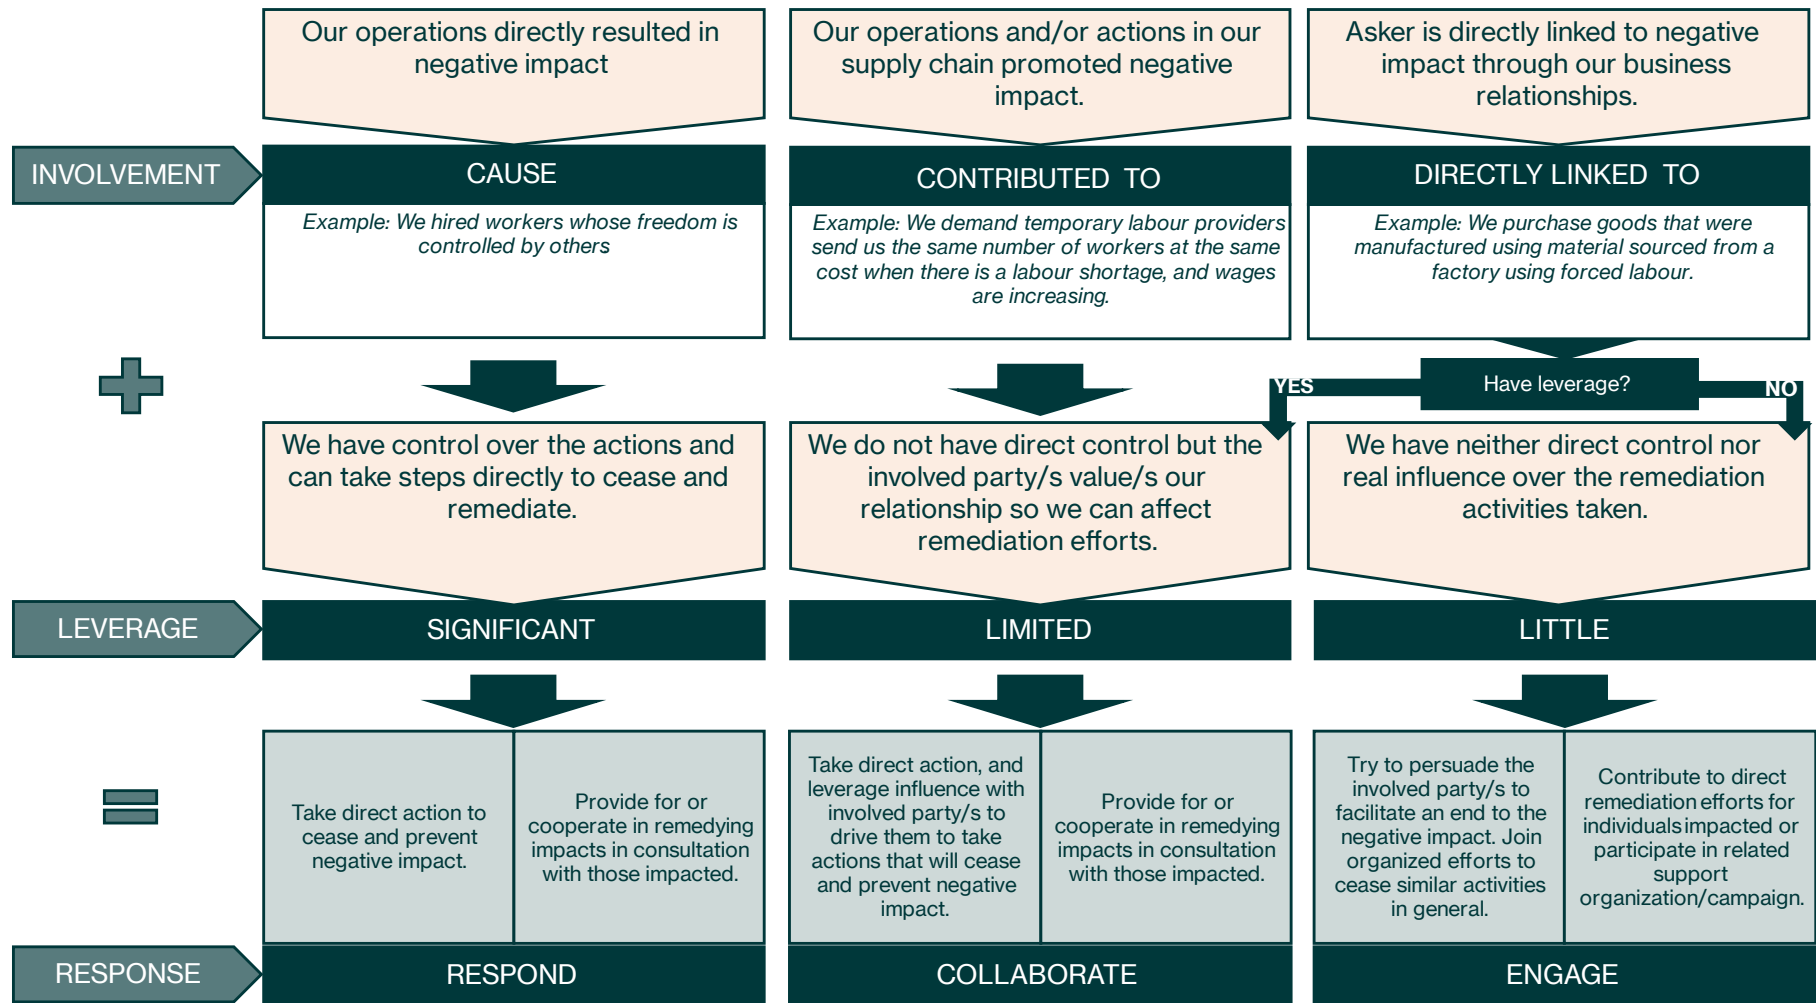 Our operations directly resulted in
negative impact
Our operations and/or actions in our
supply chain promoted negative
impact.
Asker is directly linked to negative
impact through our business
relationships.
INVOLVEMENT
CAUSE
CONTRIBUTED TO
DIRECTLY LINKED TO
Example: We hired workers whose freedom is
controlled by others
Example: We demand temporary labour providers
send us the same number of workers at the same
cost when there is a labour shortage, and wages
are increasing.
Example: We purchase goods that were
manufactured using material sourced from a
factory using forced labour.
YES
Have leverage?
NO
We have control over the actions and
can take steps directly to cease and
remediate.
We do not have direct control but the
involved party/s value/s our
relationship so we can affect
remediation efforts.
We have neither direct control nor
real influence over the remediation
activities taken.
LEVERAGE
SIGNIFICANT
LIMITED
LITTLE
Take direct action to
cease and prevent
negative impact.
Provide for or
cooperate in remedying
impacts in consultation
with those impacted.
Take direct action, and
leverage influence with
involved party/s to
drive them to take
actions that will cease
and prevent negative
impact.
Provide for or
cooperate in remedying
impacts in consultation
with those impacted.
Try to persuade the
involved party/s to
facilitate an end to the
negative impact. Join
organized efforts to
cease similar activities
in general.
Contribute to direct
remediation efforts for
individuals impacted or
participate in related
support
organization/campaign.
RESPONSE
RESPOND
COLLABORATE
ENGAGE